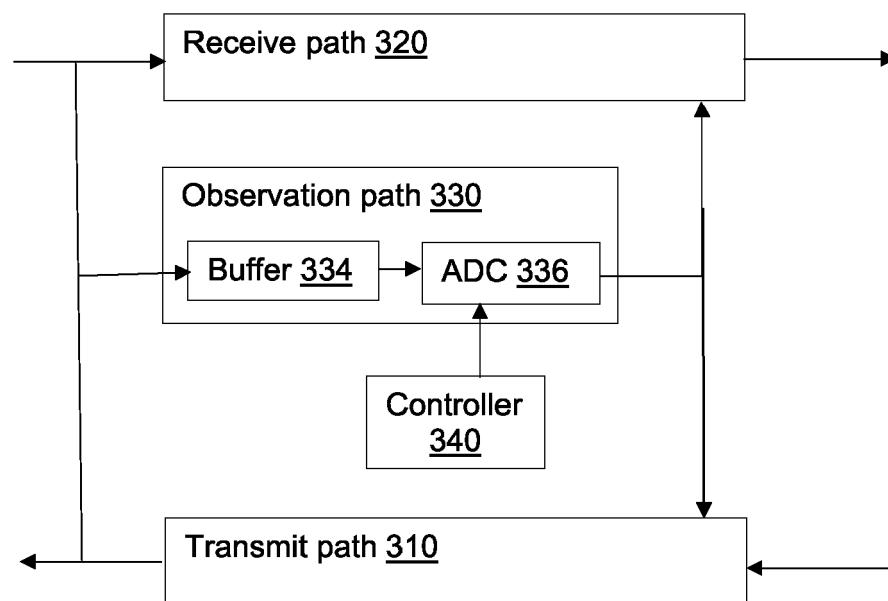 Receive path 320
Observation path 330
Buffer 334
ADC 336
Controller
340
Transmit path 310